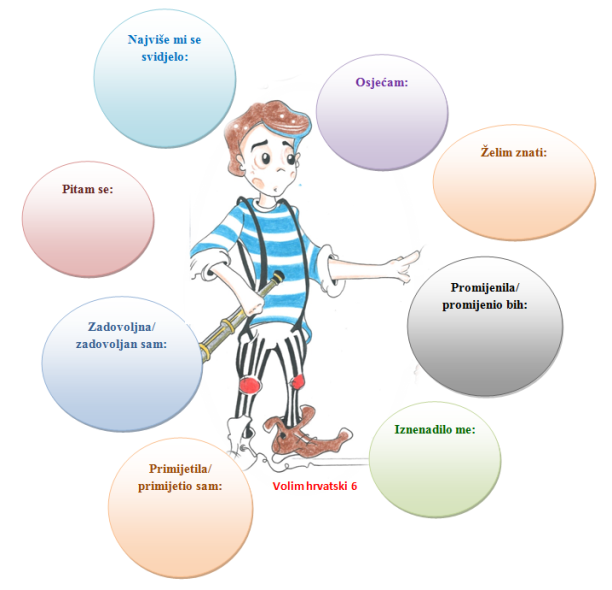 Najviše mi se
svidjelo:
Osjećam:
Želim znati:
Pitam se:
Promijenila/
promijenio bih:
Zadovoljna/
zadovoljan sam:
Iznenadilo me:
Primijetila/
primijetio sam:
Volim hrvatski 6